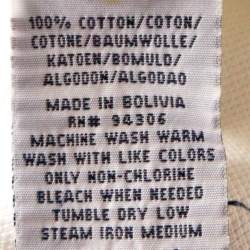 100% COTTON/COTON/
COTONE/BAUMWOLLE/
KATOEN/BOMULD/
ALGODON/ALGODAO
MADE IN BOLIVIA
RN# 94306
MACHINE WASH WARM
WASH WITH LIKE COLORS
ONLY NON-CHLORINE
BLEACH WHEN NEEDED
TUMBLE DRY LOW
STEAM IRON MEDIUM